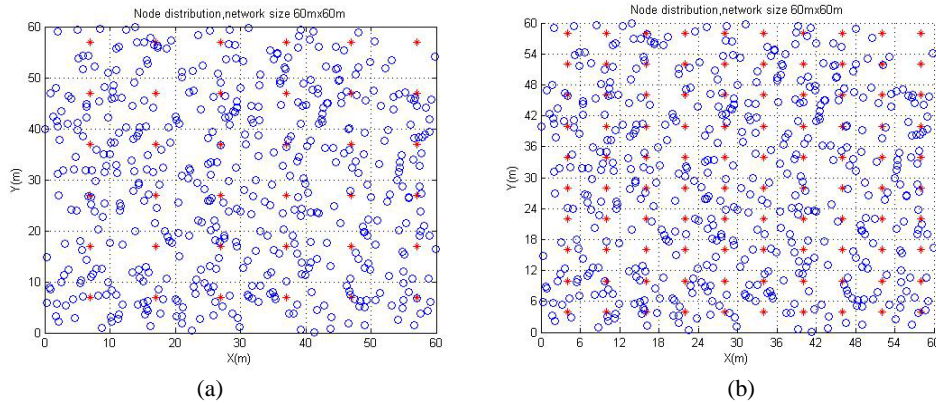 Node distribution,network size 60mx60m
60
50
40
30
20
10
0
Y(m)
0 10 20 30 40 50 60
X(m)
(a)
Node distribution,network size 60mx60m
60
54
48
42
36
30
24
18
12
6
0
Y(m)
0 6 12 18 24 30 36 42 48 54 60
X(m)
(b)